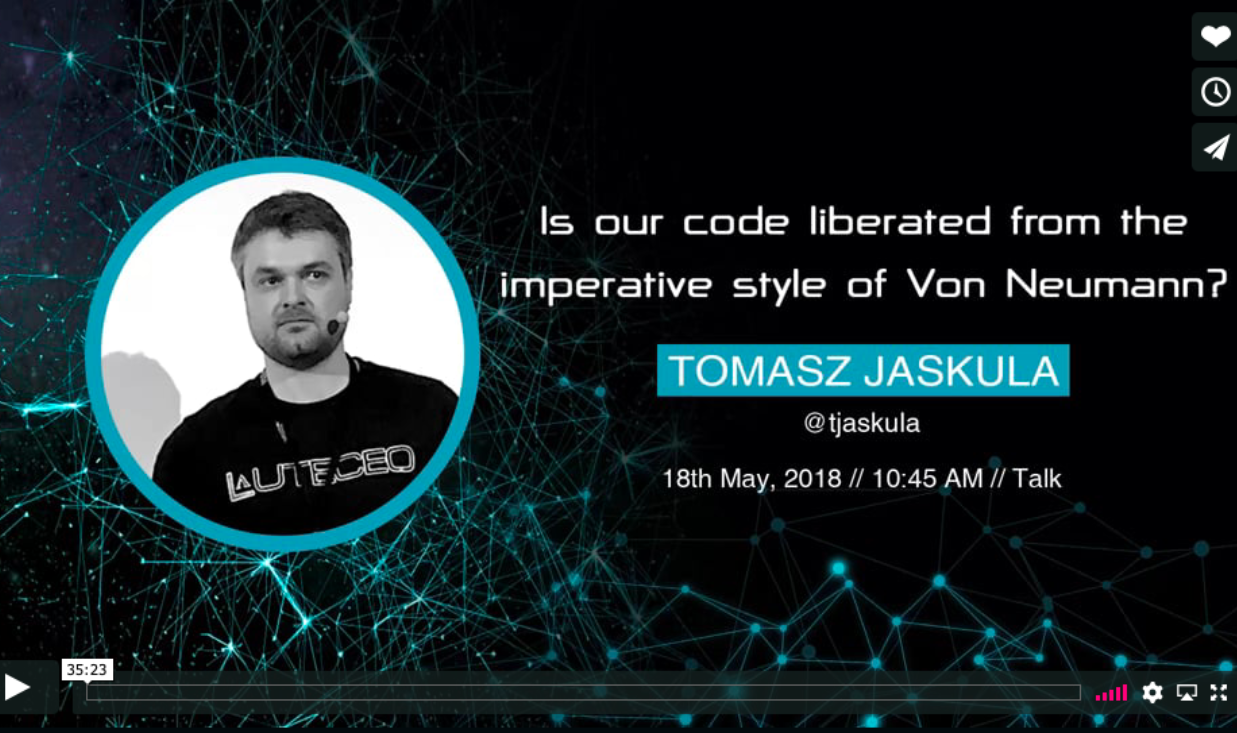 Is our code liberated from the
imperative style of Von Neumann?
TOMASZ JASKULA
@tjaskula
18th May, 2018 // 10:45 AM // Talk
35:23